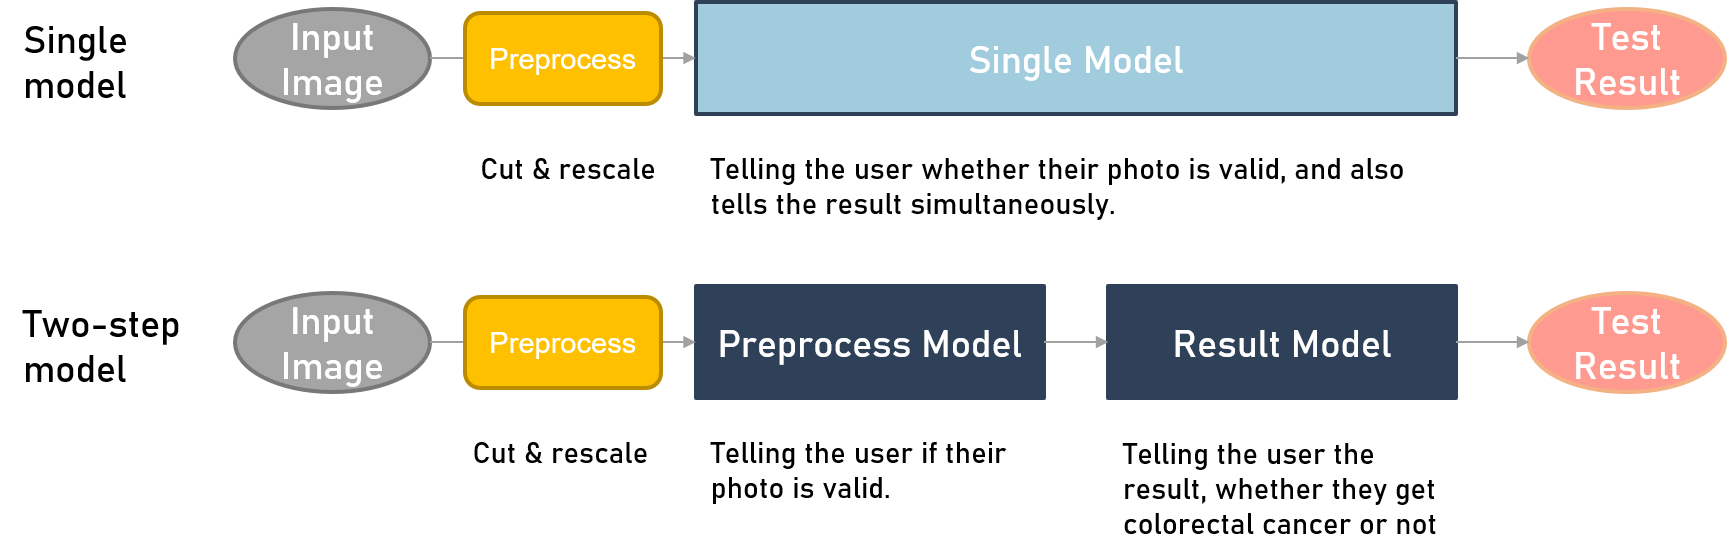 Single
model
Input
Image
Preprocess
Single Model
Test
Result
Cut & rescale
Telling the user whether their photo is valid, and also
tells the result simultaneously.
Two-step
model
Input
Image
Preprocess
Preprocess Model
Result Model
Test
Result
Cut & rescale
Telling the user if their
photo is valid.
Telling the user the
result, whether they get
colorectal cancer or not